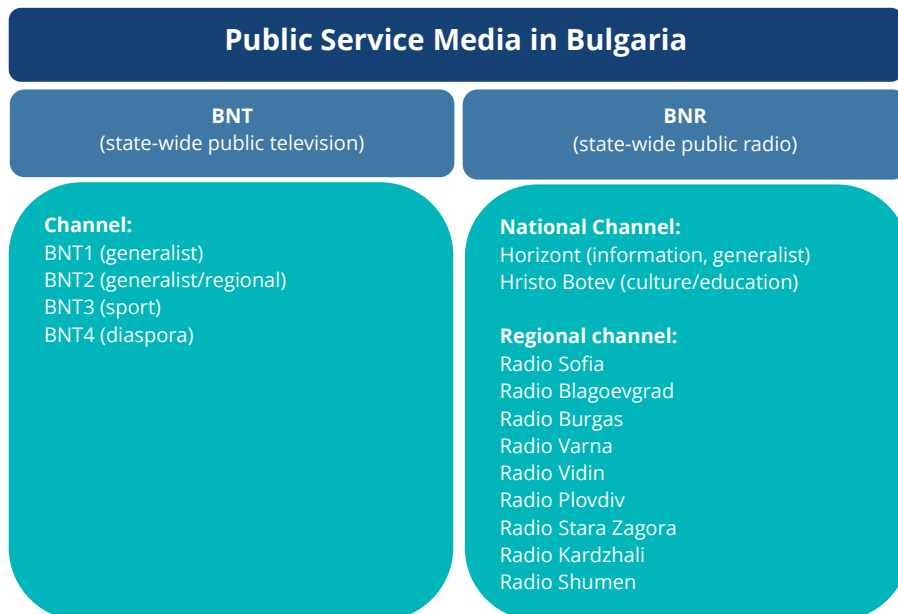 Public Service Media in Bulgaria
BNT
(state-wide public television)
BNR
(state-wide public radio)
Channel:
BNT1 (generalist)
BNT2 (generalist/regional)
BNT3 (sport)
BNT4 (diaspora)
National Channel:
Horizont (information, generalist)
Hristo Botev (culture/education)
Regional channel:
Radio Sofia
Radio Blagoevgrad
Radio Burgas
Radio Varna
Radio Vidin
Radio Plovdiv
Radio Stara Zagora
Radio Kardzhali
Radio Shumen